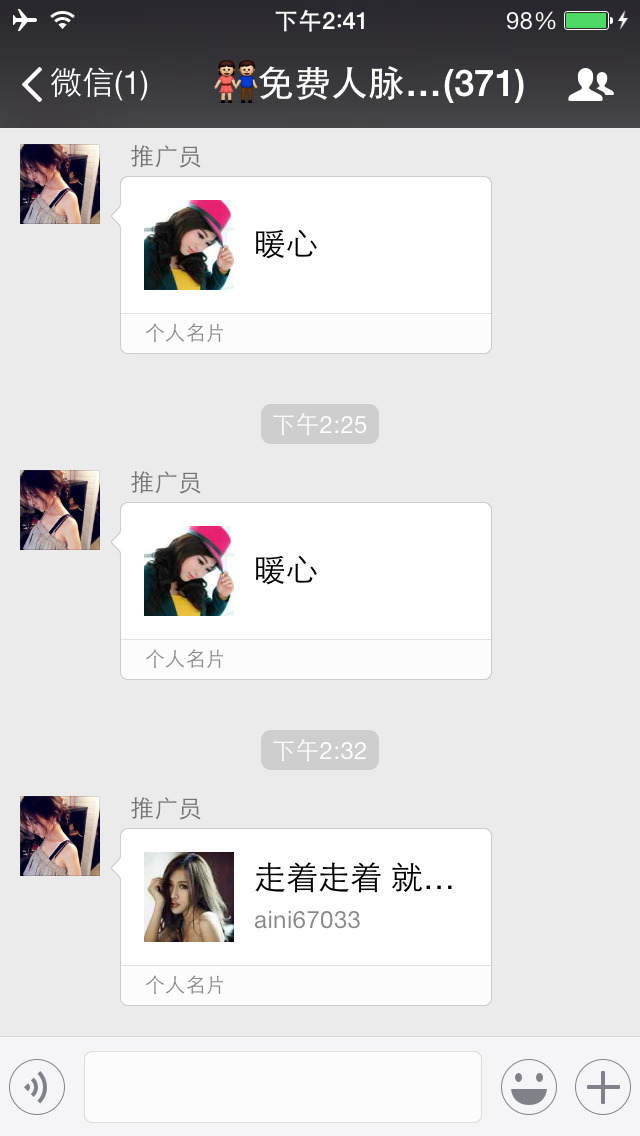 下午2:41
98%
微信(1)
👫免费人脉...(371)
推广员
暖心
个人名片
下午2:25
推广员
暖心
个人名片
下午2:32
推广员
走着走着 就...
aini67033
个人名片